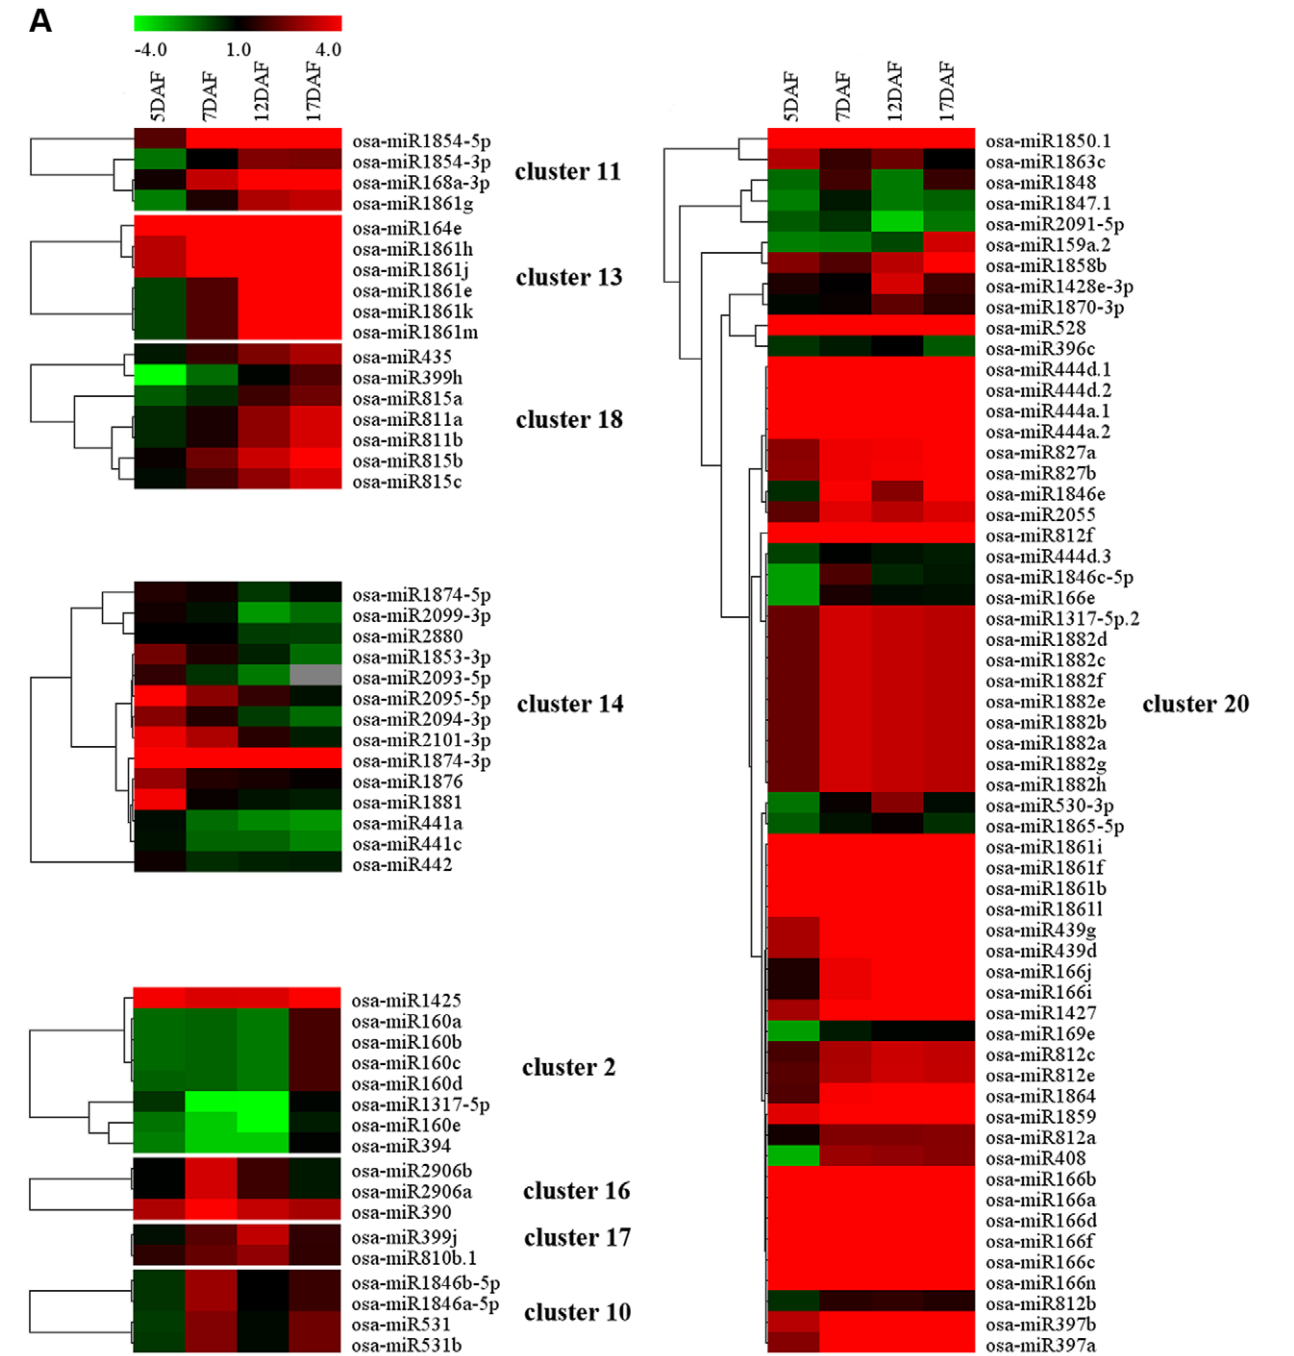 A
-4.0 1.0 4.0
5DAF 7DAF 12DAF 17DAF
osa-miR1854-5p
osa-miR1854-3p
osa-miR168a-3p
osa-miR1861g
cluster 11
osa-miR164e
osa-miR1861h
osa-miR1861j
osa-miR1861e
osa-miR1861k
osa-miR1861m
cluster 13
osa-miR435
osa-miR399h
osa-miR815a
osa-miR811a
osa-miR811b
osa-miR815b
osa-miR815c
cluster 18
osa-miR1874-5p
osa-miR2099-3p
osa-miR2880
osa-miR1853-3p
osa-miR2093-5p
osa-miR2095-5p
osa-miR2094-3p
osa-miR2101-3p
osa-miR1874-3p
osa-miR1876
osa-miR1881
osa-miR441a
osa-miR441c
osa-miR442
cluster 14
osa-miR1425
osa-miR160a
osa-miR160b
osa-miR160c
osa-miR160d
osa-miR1317-5p
osa-miR160e
osa-miR394
cluster 2
osa-miR2906b
osa-miR2906a
osa-miR390
cluster 16
osa-miR399j
osa-miR810b.1
cluster 17
osa-miR1846b-5p
osa-miR1846a-5p
osa-miR531
osa-miR531b
cluster 10
5DAF 7DAF 12DAF 17DAF
osa-miR1850.1
osa-miR1863c
osa-miR1848
osa-miR1847.1
osa-miR2091-5p
osa-miR159a.2
osa-miR1858b
osa-miR1428e-3p
osa-miR1870-3p
osa-miR528
osa-miR396c
osa-miR444d.1
osa-miR444d.2
osa-miR444a.1
osa-miR444a.2
osa-miR827a
osa-miR827b
osa-miR1846e
osa-miR2055
osa-miR812f
osa-miR444d.3
osa-miR1846c-5p
osa-miR166e
osa-miR1317-5p.2
osa-miR1882d
osa-miR1882c
osa-miR1882f
osa-miR1882e
osa-miR1882b
osa-miR1882a
osa-miR1882g
osa-miR1882h
osa-miR530-3p
osa-miR1865-5p
osa-miR1861i
osa-miR1861f
osa-miR1861b
osa-miR1861l
osa-miR439g
osa-miR439d
osa-miR166j
osa-miR166i
osa-miR1427
osa-miR169e
osa-miR812c
osa-miR812e
osa-miR1864
osa-miR1859
osa-miR812a
osa-miR408
osa-miR166b
osa-miR166a
osa-miR166d
osa-miR166f
osa-miR166c
osa-miR166n
osa-miR812b
osa-miR397b
osa-miR397a
cluster 20